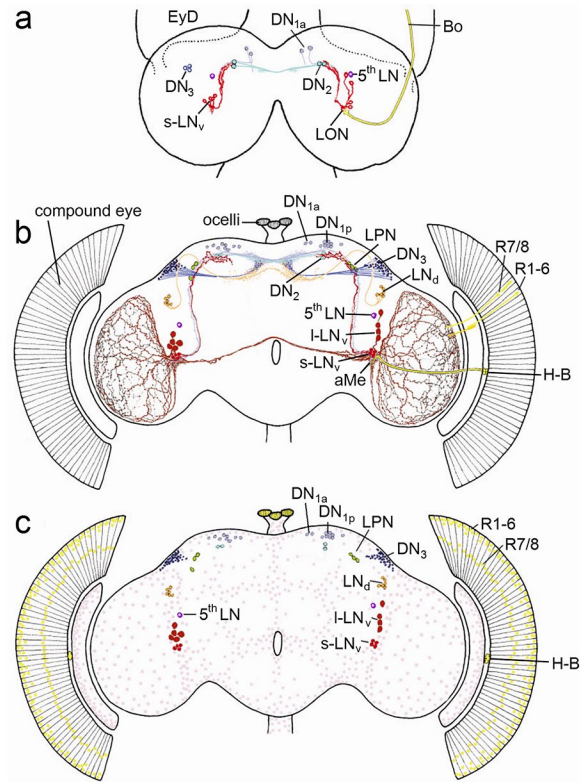 a
EyD
DN1a
Bo
DN3
DN2
5th LN
s-LNv
LON
b
compound eye
ocelli
DN1a
DN1p
LPN
DN3
R7/8
R1-6
LNd
DN2
5th LN
l-LNv
s-LNv
aMe
H-B
c
DN1a
DN1p
LPN
DN3
R1-6
R7/8
LNd
5th LN
l-LNv
s-LNv
H-B